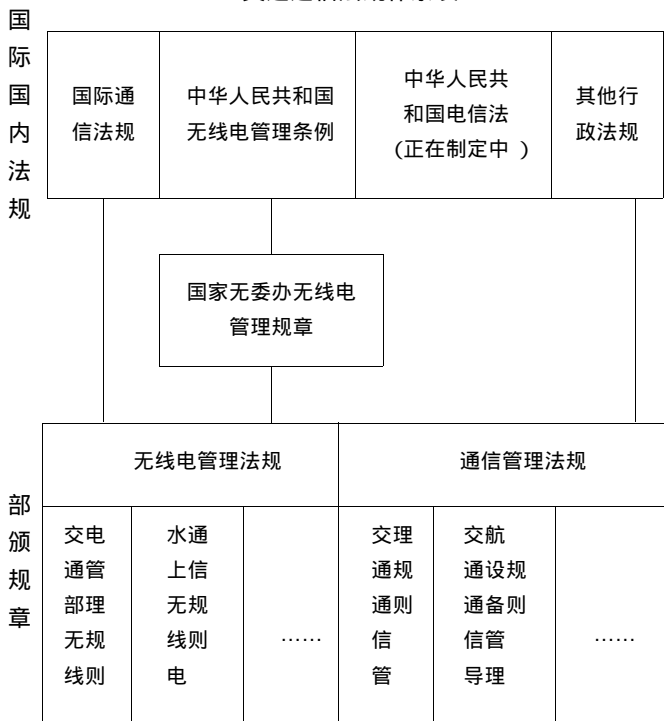 国际国内法规
国际通
信法规
中华人民共和国
无线电管理条例
中华人民共
和国电信法
(正在制定中 )
其他行
政法规
国家无委办无线电
管理规章
部颁规章
无线电管理法规
通信管理法规
交通部无线
电管理规则
水上无线电
通信规则
……
交通通信管
理规则
交通通信导
航设备管理
规则
……